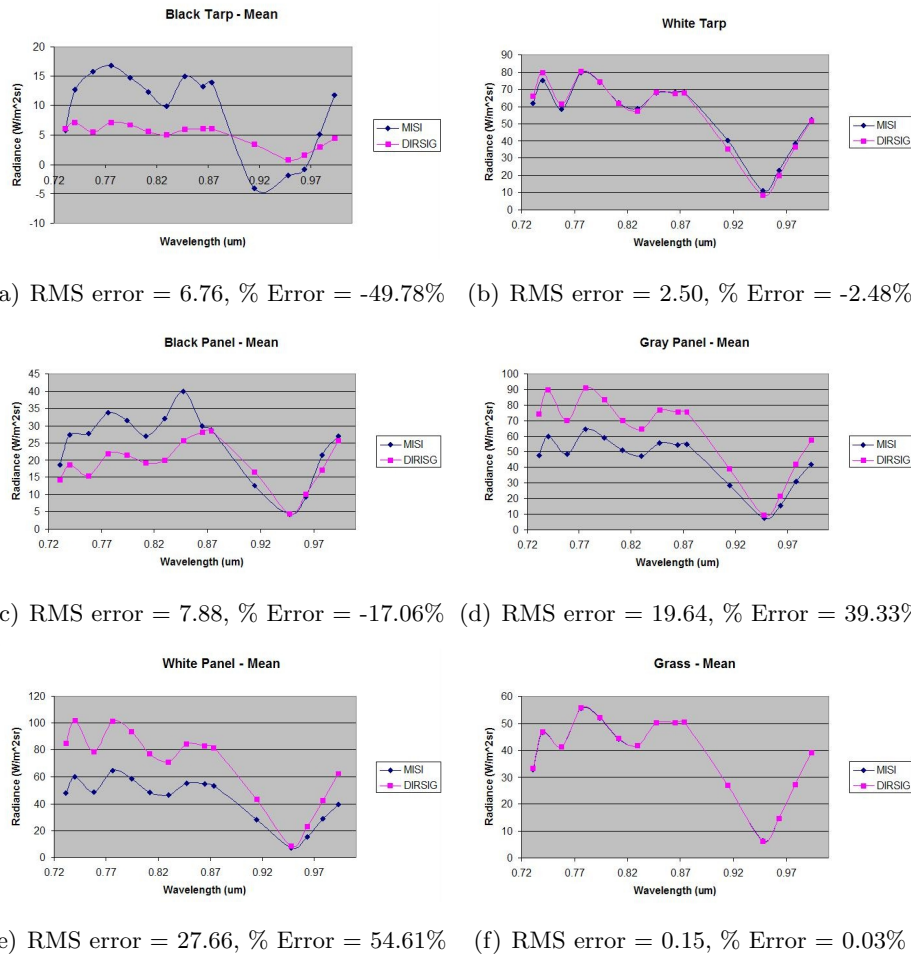 Black Tarp - Mean
20
15
10
5
0
-5
-10
0.72 0.77 0.82 0.87 0.92 0.97
Radiance (W/m^2sr)
Wavelength (um)
MISI
DIRSIG
White Tarp
90
80
70
60
50
40
30
20
10
0
0.72 0.77 0.82 0.87 0.92 0.97
Radiance (W/m^2sr)
Wavelength (um)
MISI
DIRSIG
a) RMS error = 6.76, % Error = -49.78%
(b) RMS error = 2.50, % Error = -2.48%
Black Panel - Mean
45
40
35
30
25
20
15
10
5
0
0.72 0.77 0.82 0.87 0.92 0.97
Radiance (W/m^2sr)
Wavelength (um)
MISI
DIRISG
Gray Panel - Mean
100
90
80
70
60
50
40
30
20
10
0
0.72 0.77 0.82 0.87 0.92 0.97
Radiance (W/m^2sr)
Wavelength (um)
MISI
DIRSIG
c) RMS error = 7.88, % Error = -17.06%
(d) RMS error = 19.64, % Error = 39.33%
White Panel - Mean
120
100
80
60
40
20
0
0.72 0.77 0.82 0.87 0.92 0.97
Radiance (W/m^2sr)
Wavelength (um)
MISI
DIRSIG
Grass - Mean
60
50
40
30
20
10
0
0.72 0.77 0.82 0.87 0.92 0.97
Radiance (W/m^2sr)
Wavelength (um)
MISI
DIRSIG
e) RMS error = 27.66, % Error = 54.61%
(f) RMS error = 0.15, % Error = 0.03%